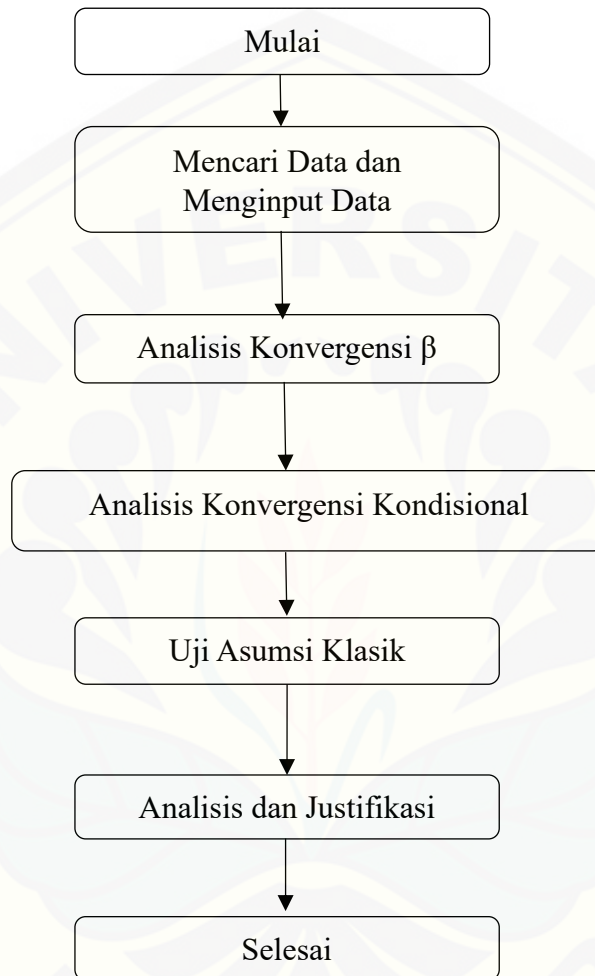 Mulai
Mencari Data dan
Menginput Data
Analisis Konvergensi β
Analisis Konvergensi Kondisional
Uji Asumsi Klasik
Analisis dan Justifikasi
Selesai